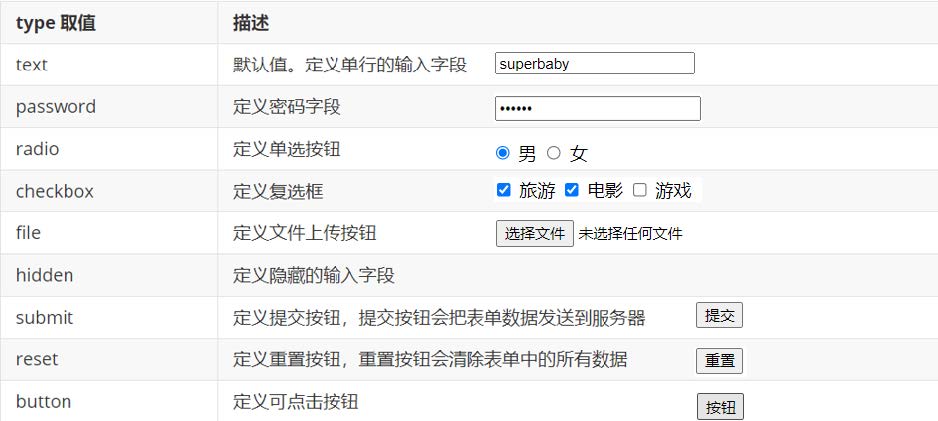 type 取值 描述
text 默认值。定义单行的输入字段 superbaby
password 定义密码字段 ••••••
radio 定义单选按钮 男 女
checkbox 定义复选框 旅游 电影 游戏
file 定义文件上传按钮 选择文件 未选择任何文件
hidden 定义隐藏的输入字段
submit 定义提交按钮，提交按钮会把表单数据发送到服务器 提交
reset 定义重置按钮，重置按钮会清除表单中的所有数据 重置
button 定义可点击按钮 按钮